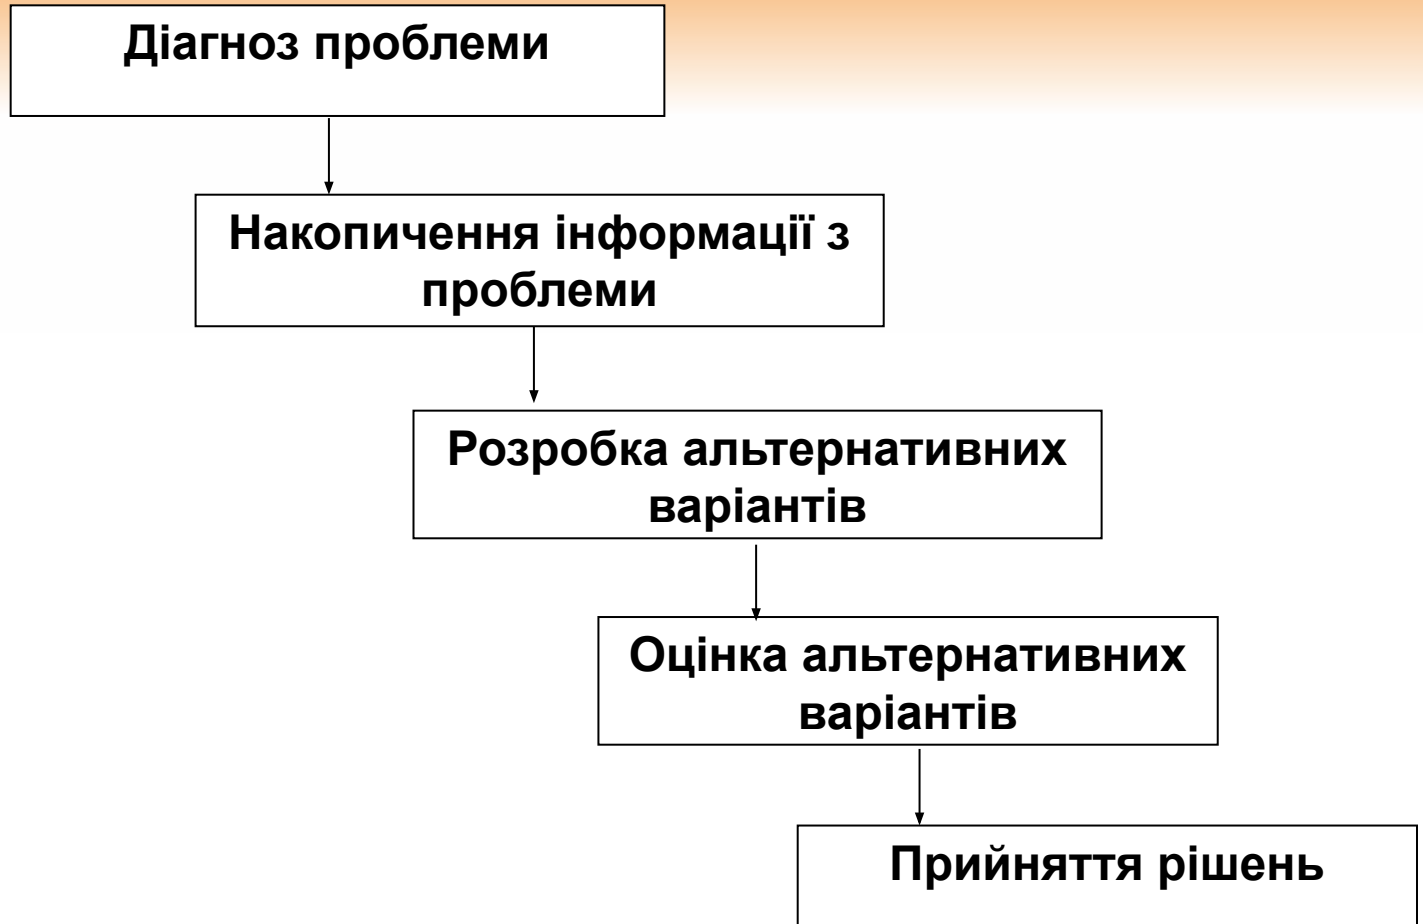 Діагноз проблеми
Накопичення інформації з
проблеми
Розробка альтернативних
варіантів
Оцінка альтернативних
варіантів
Прийняття рішень